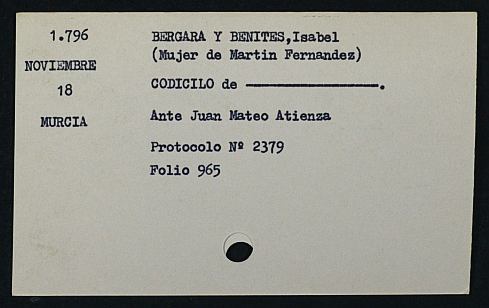 1.796
NOVIEMBRE
18
MURCIA
BERGARA Y BENITES,Isabel
(Mujer de Martin Fernandez)
CODICILO de ————————————.
Ante Juan Mateo Atienza
Protocolo Nº 2379
Folio 965